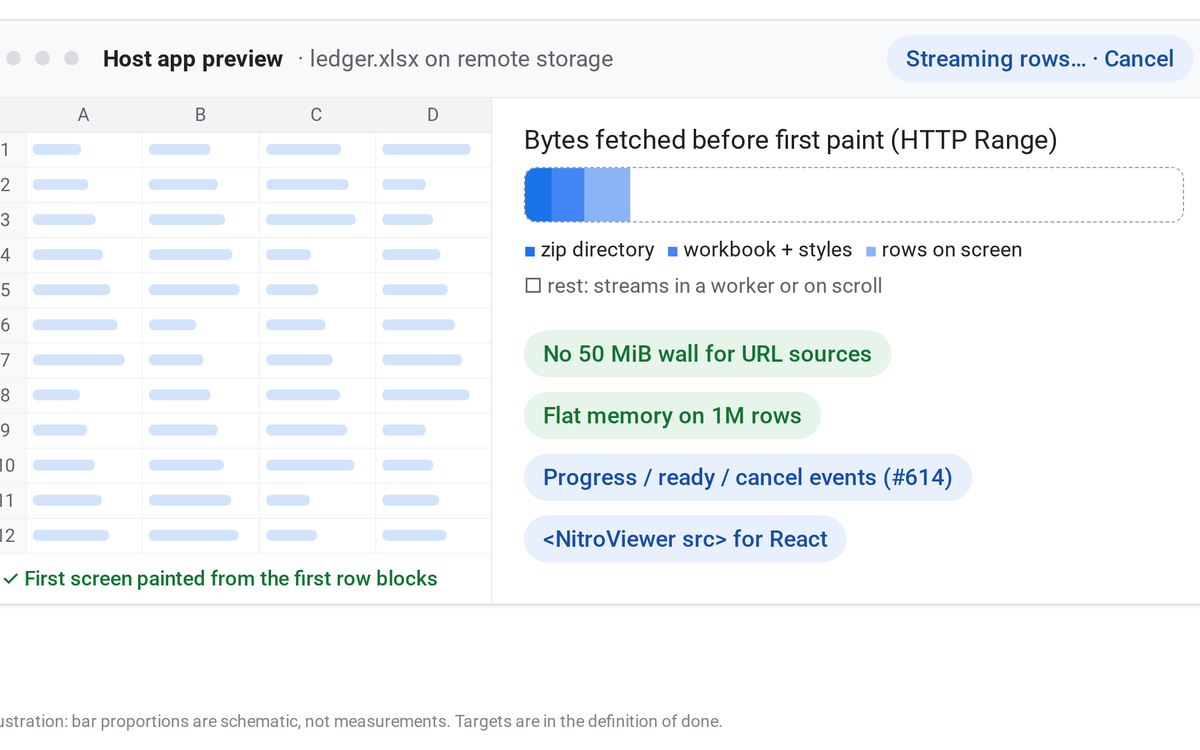 Host app preview · ledger.xlsx on remote storage
Streaming rows… · Cancel
A B C D
1
2
3
4
5
6
7
8
9
10
11
12
✓ First screen painted from the first row blocks
Bytes fetched before first paint (HTTP Range)
zip directory workbook + styles rows on screen
rest: streams in a worker or on scroll
No 50 MiB wall for URL sources
Flat memory on 1M rows
Progress / ready / cancel events (#614)
<NitroViewer src> for React
bar proportions are schematic, not measurements. Targets are in the definition of done.